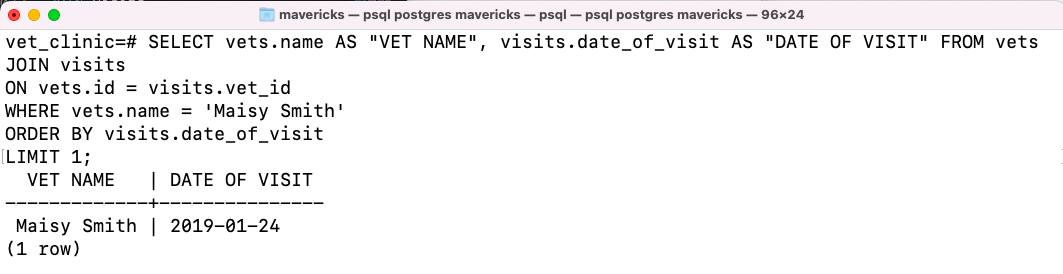 mavericks — psql postgres mavericks — psql — psql postgres mavericks — 96×24
vet_clinic=# SELECT vets.name AS "VET NAME", visits.date_of_visit AS "DATE OF VISIT" FROM vets
JOIN visits
ON vets.id = visits.vet_id
WHERE vets.name = 'Maisy Smith'
ORDER BY visits.date_of_visit
LIMIT 1;
  VET NAME   | DATE OF VISIT
-------------+---------------
 Maisy Smith | 2019-01-24
(1 row)